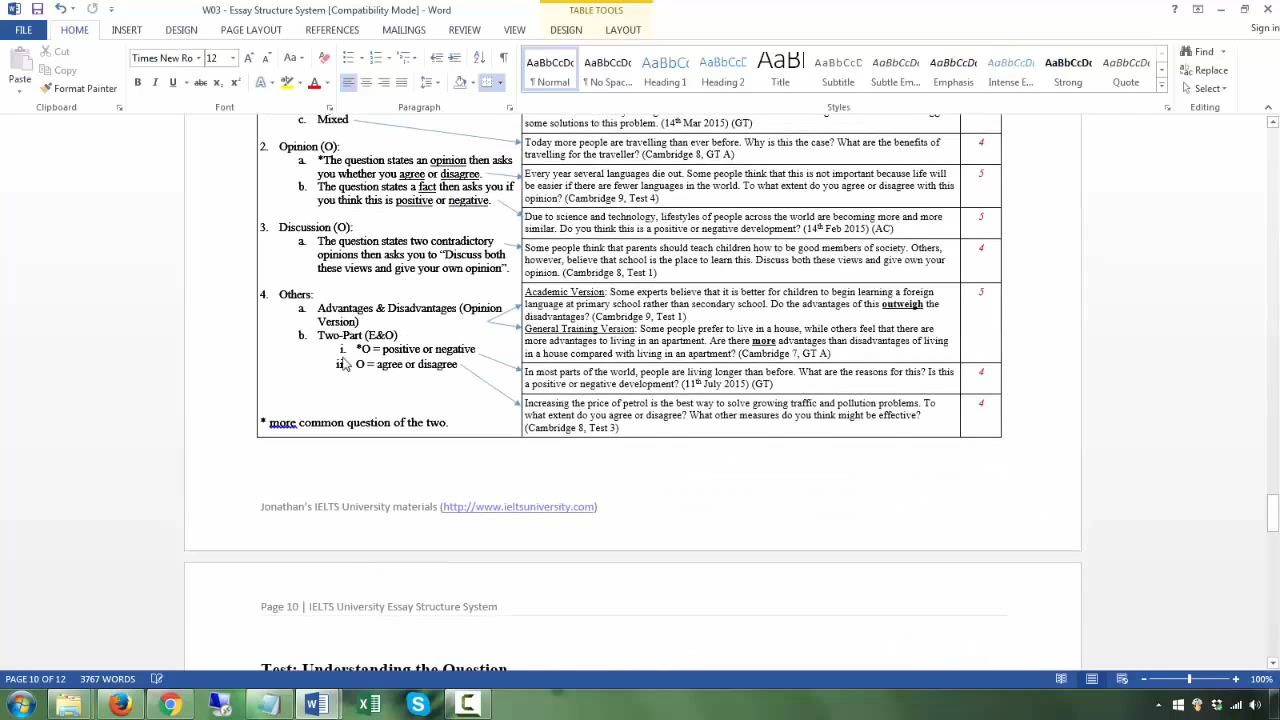 W03 - Essay Structure System [Compatibility Mode] - Word
TABLE TOOLS
Sign in
FILE
HOME
INSERT
DESIGN
PAGE LAYOUT
REFERENCES
MAILINGS
REVIEW
VIEW
DESIGN
LAYOUT
Paste
Cut
Copy
Format Painter
Clipboard
Times New Ro
12
Font
Paragraph
AaBbCcDc
¶ Normal
AaBbCcDc
¶ No Spac...
AaBbCc
Heading 1
AaBbCcC
Heading 2
AaBl
Title
AaBbCcD
Subtitle
AaBbCcDc
Subtle Em...
AaBbCcDc
Emphasis
AaBbCcDc
Intense E...
AaBbCcDc
Strong
AaBbCcDc
Quote
Styles
Find
Replace
Select
Editing
c. Mixed
2. Opinion (O):
a. *The question states an opinion then asks
you whether you agree or disagree.
b. The question states a fact then asks you if
you think this is positive or negative.
3. Discussion (O):
a. The question states two contradictory
opinions then asks you to “Discuss both
these views and give your own opinion”.
4. Others:
a. Advantages & Disadvantages (Opinion
Version)
b. Two-Part (E&O)
i. *O = positive or negative
ii. O = agree or disagree
* more common question of the two.
some solutions to this problem. (14th Mar 2015) (GT)
Today more people are travelling than ever before. Why is this the case? What are the benefits of
travelling for the traveller? (Cambridge 8, GT A)
4
Every year several languages die out. Some people think that this is not important because life will
be easier if there are fewer languages in the world. To what extent do you agree or disagree with this
opinion? (Cambridge 9, Test 4)
5
Due to science and technology, lifestyles of people across the world are becoming more and more
similar. Do you think this is a positive or negative development? (14th Feb 2015) (AC)
5
Some people think that parents should teach children how to be good members of society. Others,
however, believe that school is the place to learn this. Discuss both these views and give your own
opinion. (Cambridge 8, Test 1)
4
Academic Version: Some experts believe that it is better for children to begin learning a foreign
language at primary school rather than secondary school. Do the advantages of this outweigh the
disadvantages? (Cambridge 9, Test 1)
General Training Version: Some people prefer to live in a house, while others feel that there are
more advantages to living in an apartment. Are there more advantages than disadvantages of living
in a house compared with living in an apartment? (Cambridge 7, GT A)
5
In most parts of the world, people are living longer than before. What are the reasons for this? Is this
a positive or negative development? (11th July 2015) (GT)
4
Increasing the price of petrol is the best way to solve growing traffic and pollution problems. To
what extent do you agree or disagree? What other measures do you think might be effective?
(Cambridge 8, Test 3)
4
Jonathan’s IELTS University materials (http://www.ieltsuniversity.com)
Page 10 | IELTS University Essay Structure System
Test: Understanding the Question
PAGE 10 OF 12
3767 WORDS
100%